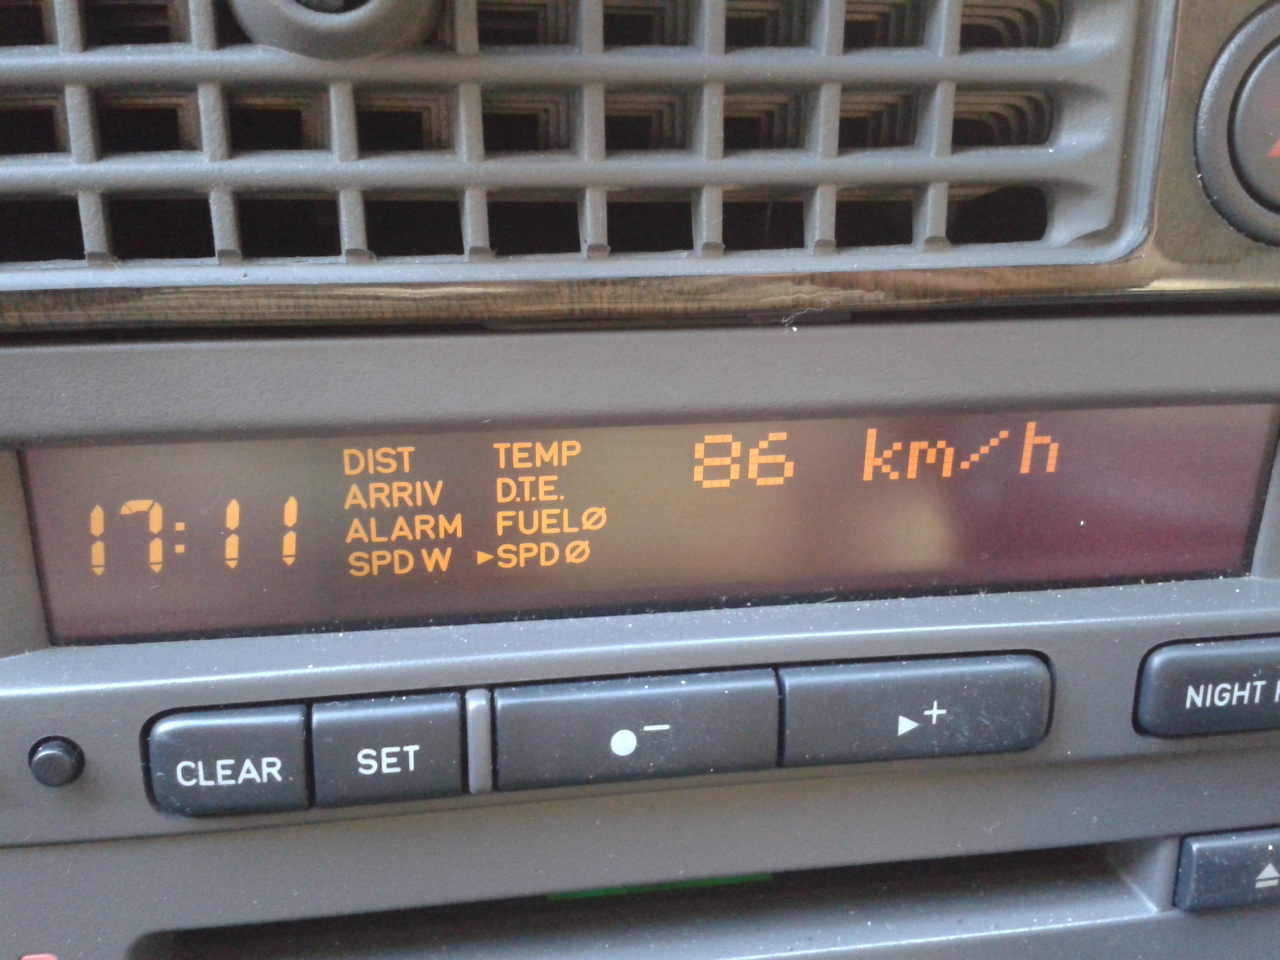 17:11
DIST TEMP 86 km/h
ARRIV D.T.E.
ALARM FUELØ
SPD W ▸SPDØ
CLEAR SET ●− ▸+ NIGHT